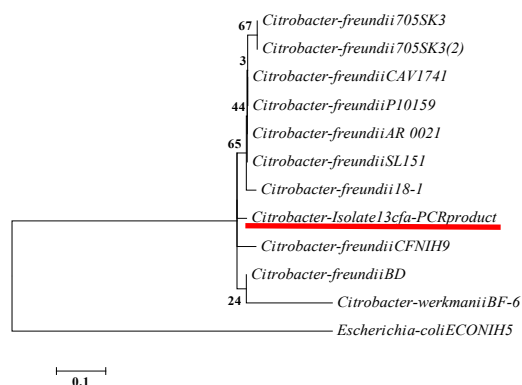 Citrobacter-freundii705SK3
67
Citrobacter-freundii705SK3(2)
3
Citrobacter-freundiiCAV1741
44
Citrobacter-freundiiP10159
Citrobacter-freundiiAR 0021
65
Citrobacter-freundiiSL151
Citrobacter-freundii18-1
Citrobacter-Isolate13cfa-PCRproduct
Citrobacter-freundiiCFNIH9
Citrobacter-freundiiBD
24
Citrobacter-werkmaniiBF-6
Escherichia-coliECONIH5
0.1